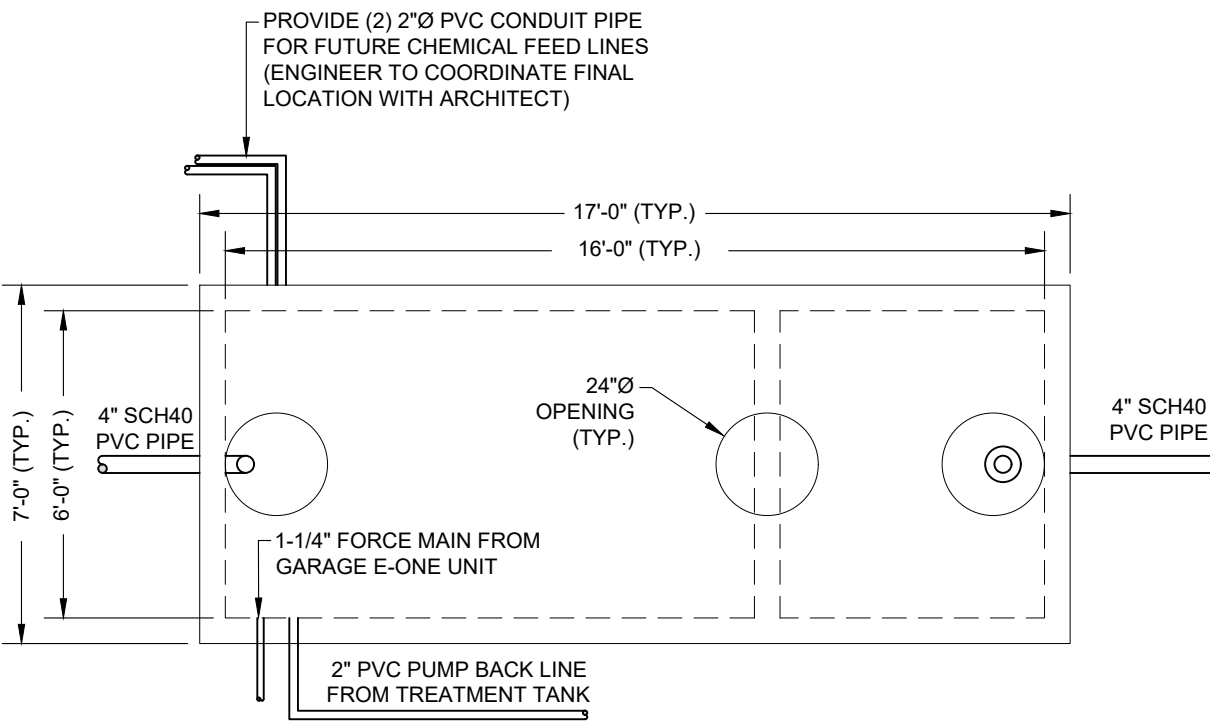 PROVIDE (2) 2"Ø PVC CONDUIT PIPE
FOR FUTURE CHEMICAL FEED LINES
(ENGINEER TO COORDINATE FINAL
LOCATION WITH ARCHITECT)
17'-0" (TYP.)
16'-0" (TYP.)
7'-0" (TYP.)
6'-0" (TYP.)
4" SCH40
PVC PIPE
24"Ø
OPENING
(TYP.)
4" SCH40
PVC PIPE
1-1/4" FORCE MAIN FROM
GARAGE E-ONE UNIT
2" PVC PUMP BACK LINE
FROM TREATMENT TANK